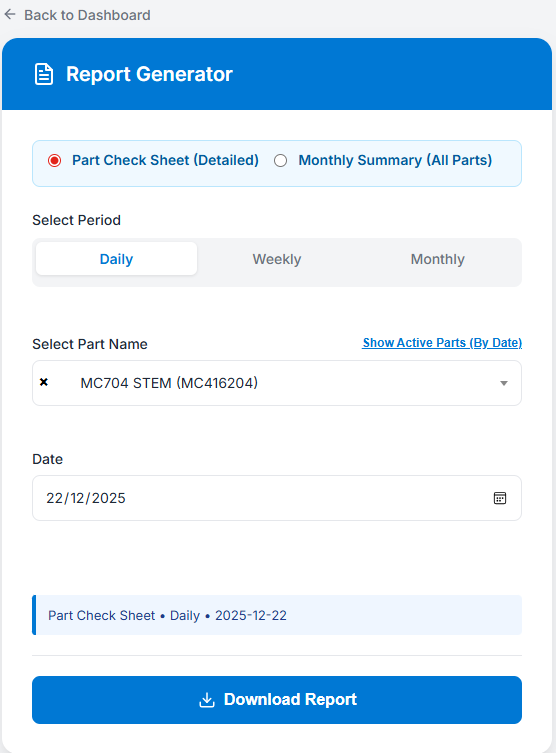 Back to Dashboard
Report Generator
Part Check Sheet (Detailed) Monthly Summary (All Parts)
Select Period
Daily Weekly Monthly
Select Part Name Show Active Parts (By Date)
× MC704 STEM (MC416204)
Date
22/12/2025
Part Check Sheet • Daily • 2025-12-22
Download Report